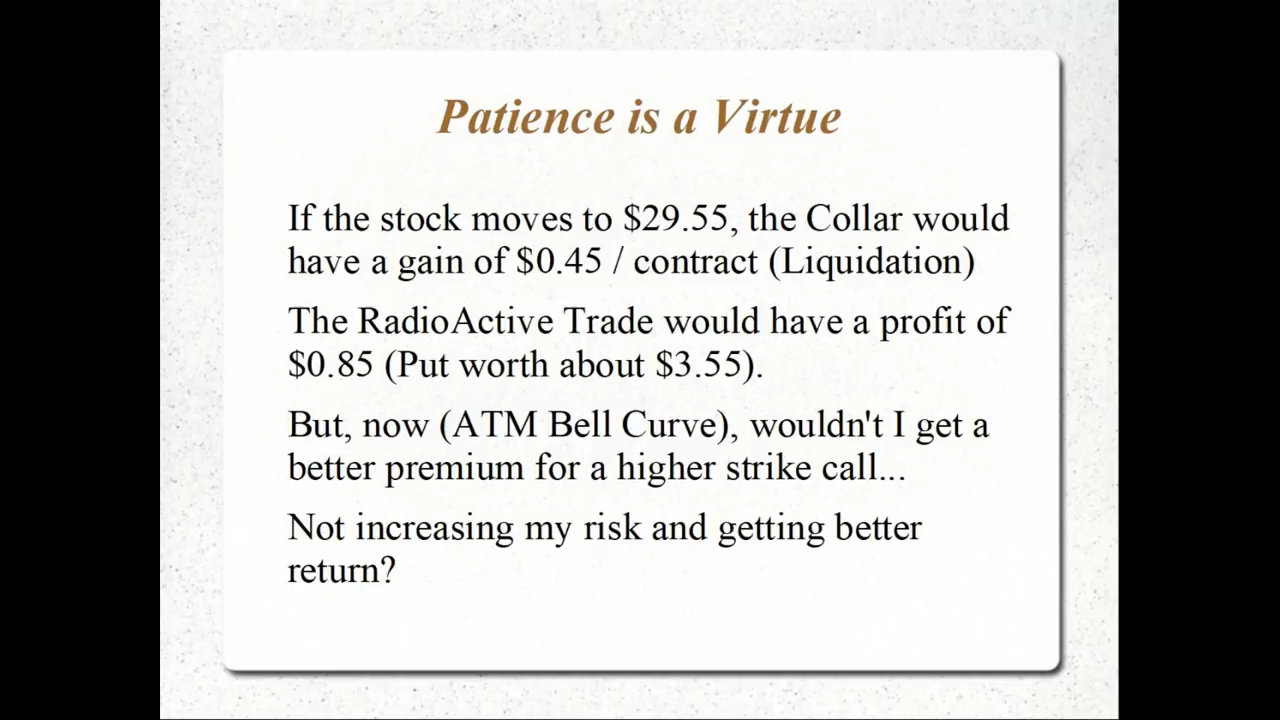 Patience is a Virtue
If the stock moves to $29.55, the Collar would
have a gain of $0.45 / contract (Liquidation)
The RadioActive Trade would have a profit of
$0.85 (Put worth about $3.55).
But, now (ATM Bell Curve), wouldn't I get a
better premium for a higher strike call...
Not increasing my risk and getting better
return?